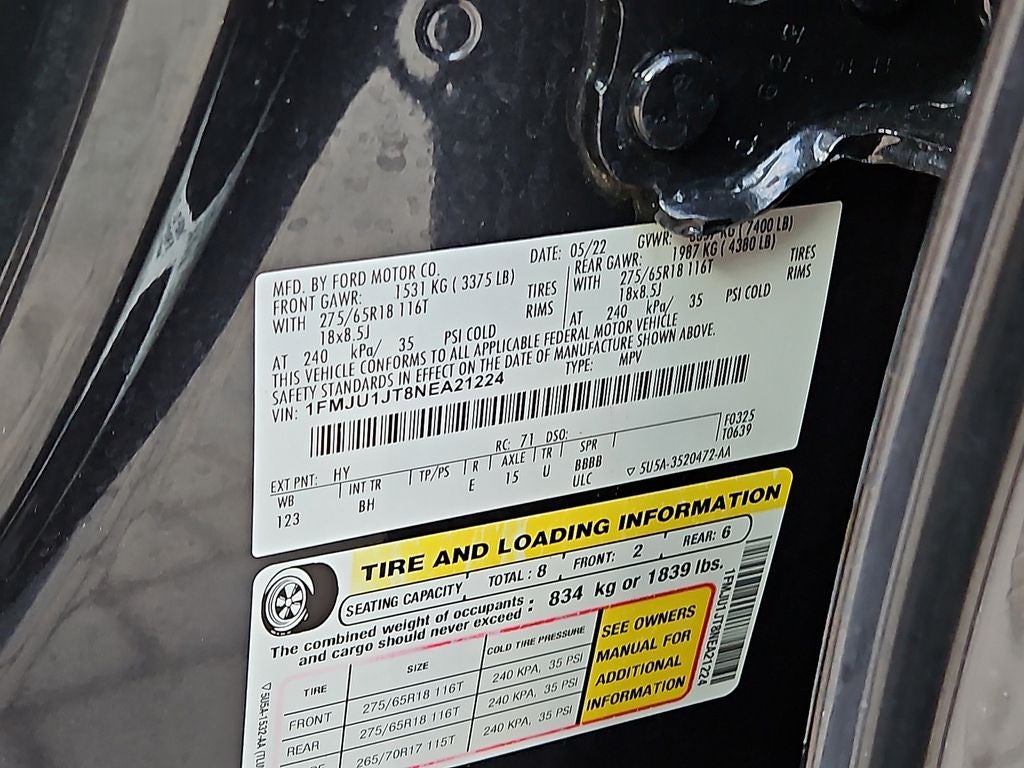 MFD. BY FORD MOTOR CO.
DATE: 05/22
GVWR: KG (7400 LB)
FRONT GAWR: 1531 KG (3375 LB)
REAR GAWR: 1987 KG (4380 LB)
WITH 275/65R18 116T TIRES
WITH 275/65R18 116T TIRES
18x8.5J RIMS
18x8.5J RIMS
AT 240 kPa/ 35 PSI COLD
AT 240 kPa/ 35 PSI COLD
THIS VEHICLE CONFORMS TO ALL APPLICABLE FEDERAL MOTOR VEHICLE
SAFETY STANDARDS IN EFFECT ON THE DATE OF MANUFACTURE SHOWN ABOVE.
VIN: 1FMJU1JT8NEA21224
TYPE: MPV
EXT PNT: HY RC: 71 DSO:
F0325
T0639
WB INT TR TP/PS R AXLE TR SPR
123 BH E 15 U BBBB
ULC
▽ 5U5A-3520472-AA
TIRE AND LOADING INFORMATION
SEATING CAPACITY TOTAL : 8 FRONT: 2 REAR: 6
The combined weight of occupants
and cargo should never exceed : 834 kg or 1839 lbs.
TIRE SIZE COLD TIRE PRESSURE
FRONT 275/65R18 116T 240 KPA, 35 PSI
REAR 275/65R18 116T 240 KPA, 35 PSI
265/70R17 115T 240 KPA, 35 PSI
SEE OWNERS
MANUAL FOR
ADDITIONAL
INFORMATION
1FMJU1JT8NEA21224